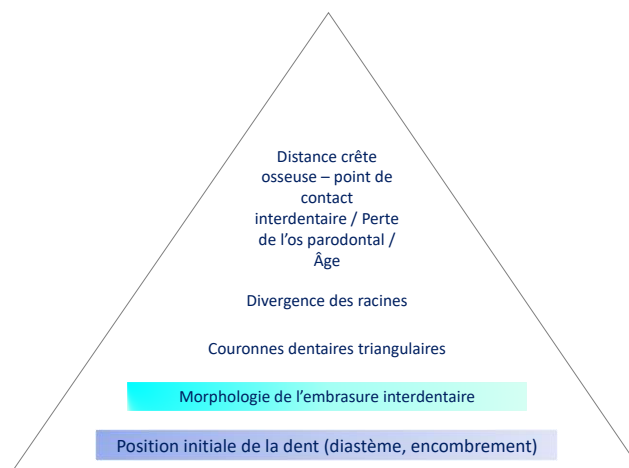 Distance crête
osseuse – point de
contact
interdentaire / Perte
de l’os parodontal /
Âge
Divergence des racines
Couronnes dentaires triangulaires
Morphologie de l’embrasure interdentaire
Position initiale de la dent (diastème, encombrement)